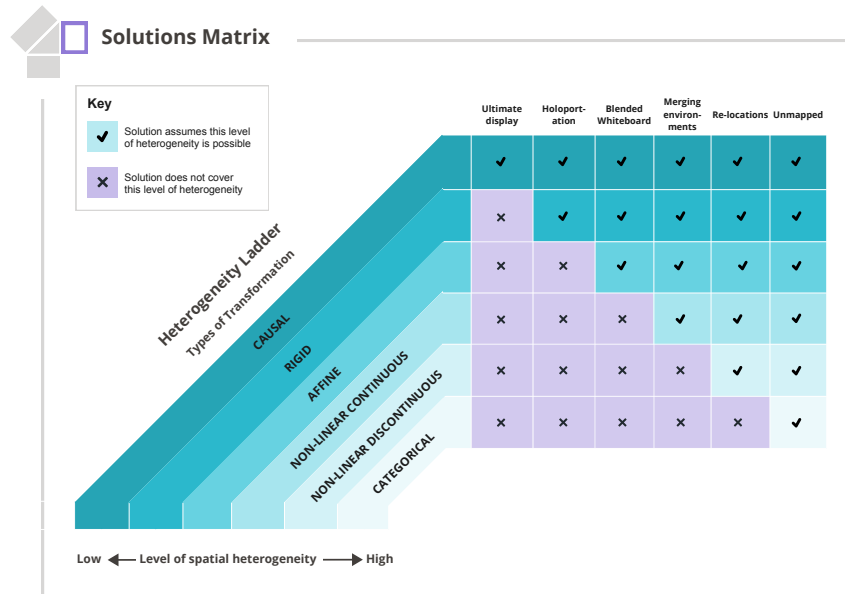 Solutions Matrix
Key
Solution assumes this level
of heterogeneity is possible
Solution does not cover
this level of heterogeneity
Ultimate
display
Holoport-
ation
Blended
Whiteboard
Merging
environ-
ments
Re-locations
Unmapped
Heterogeneity Ladder
Types of Transformation
CAUSAL
RIGID
AFFINE
NON-LINEAR CONTINUOUS
NON-LINEAR DISCONTINUOUS
CATEGORICAL
Low
Level of spatial heterogeneity
High